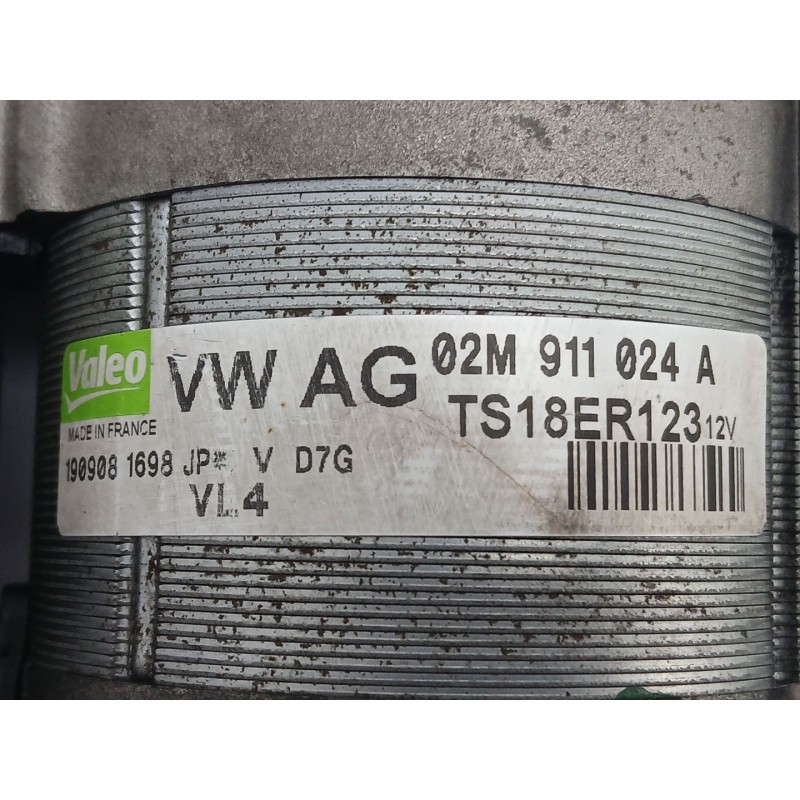 Valeo
VW AG
02M 911 024 A
MADE IN FRANCE
TS18ER123 12V
190908 1698 JP* V D7G
VL4